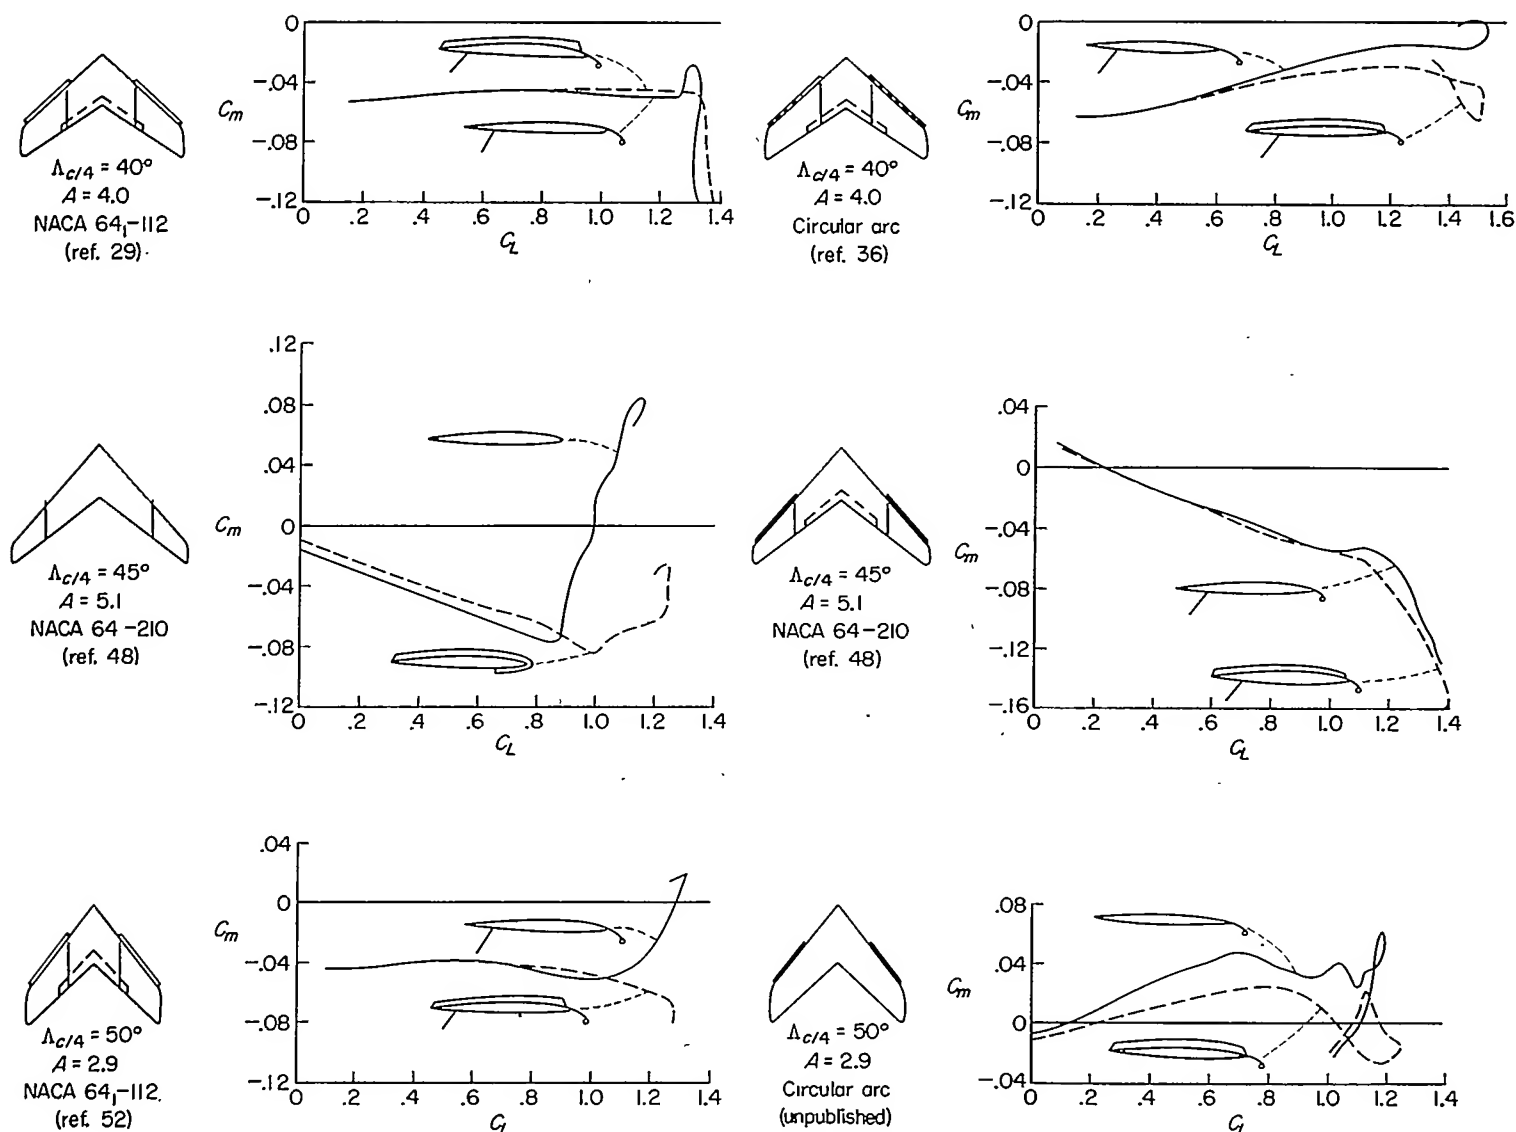 0
-.04
Cm
-.08
-.12
0 .2 .4 .6 .8 1.0 1.2 1.4
CL
Λc/4 = 40°
A = 4.0
NACA 64₁-112
(ref. 29)
0
-.04
Cm
-.08
-.12
0 .2 .4 .6 .8 1.0 1.2 1.4 1.6
CL
Λc/4 = 40°
A = 4.0
Circular arc
(ref. 36)
.12
.08
.04
Cm 0
-.04
-.08
-.12
0 .2 .4 .6 .8 1.0 1.2 1.4
CL
Λc/4 = 45°
A = 5.1
NACA 64-210
(ref. 48)
.04
0
-.04
Cm
-.08
-.12
-.16
0 .2 .4 .6 .8 1.0 1.2 1.4
CL
Λc/4 = 45°
A = 5.1
NACA 64-210
(ref. 48)
.04
0
Cm
-.04
-.08
-.12
0 .2 .4 .6 .8 1.0 1.2 1.4
CL
Λc/4 = 50°
A = 2.9
NACA 64₁-112.
(ref. 52)
.08
.04
Cm
0
-.04
0 .2 .4 .6 .8 1.0 1.2 1.4
CL
Λc/4 = 50°
A = 2.9
Circular arc
(unpublished)